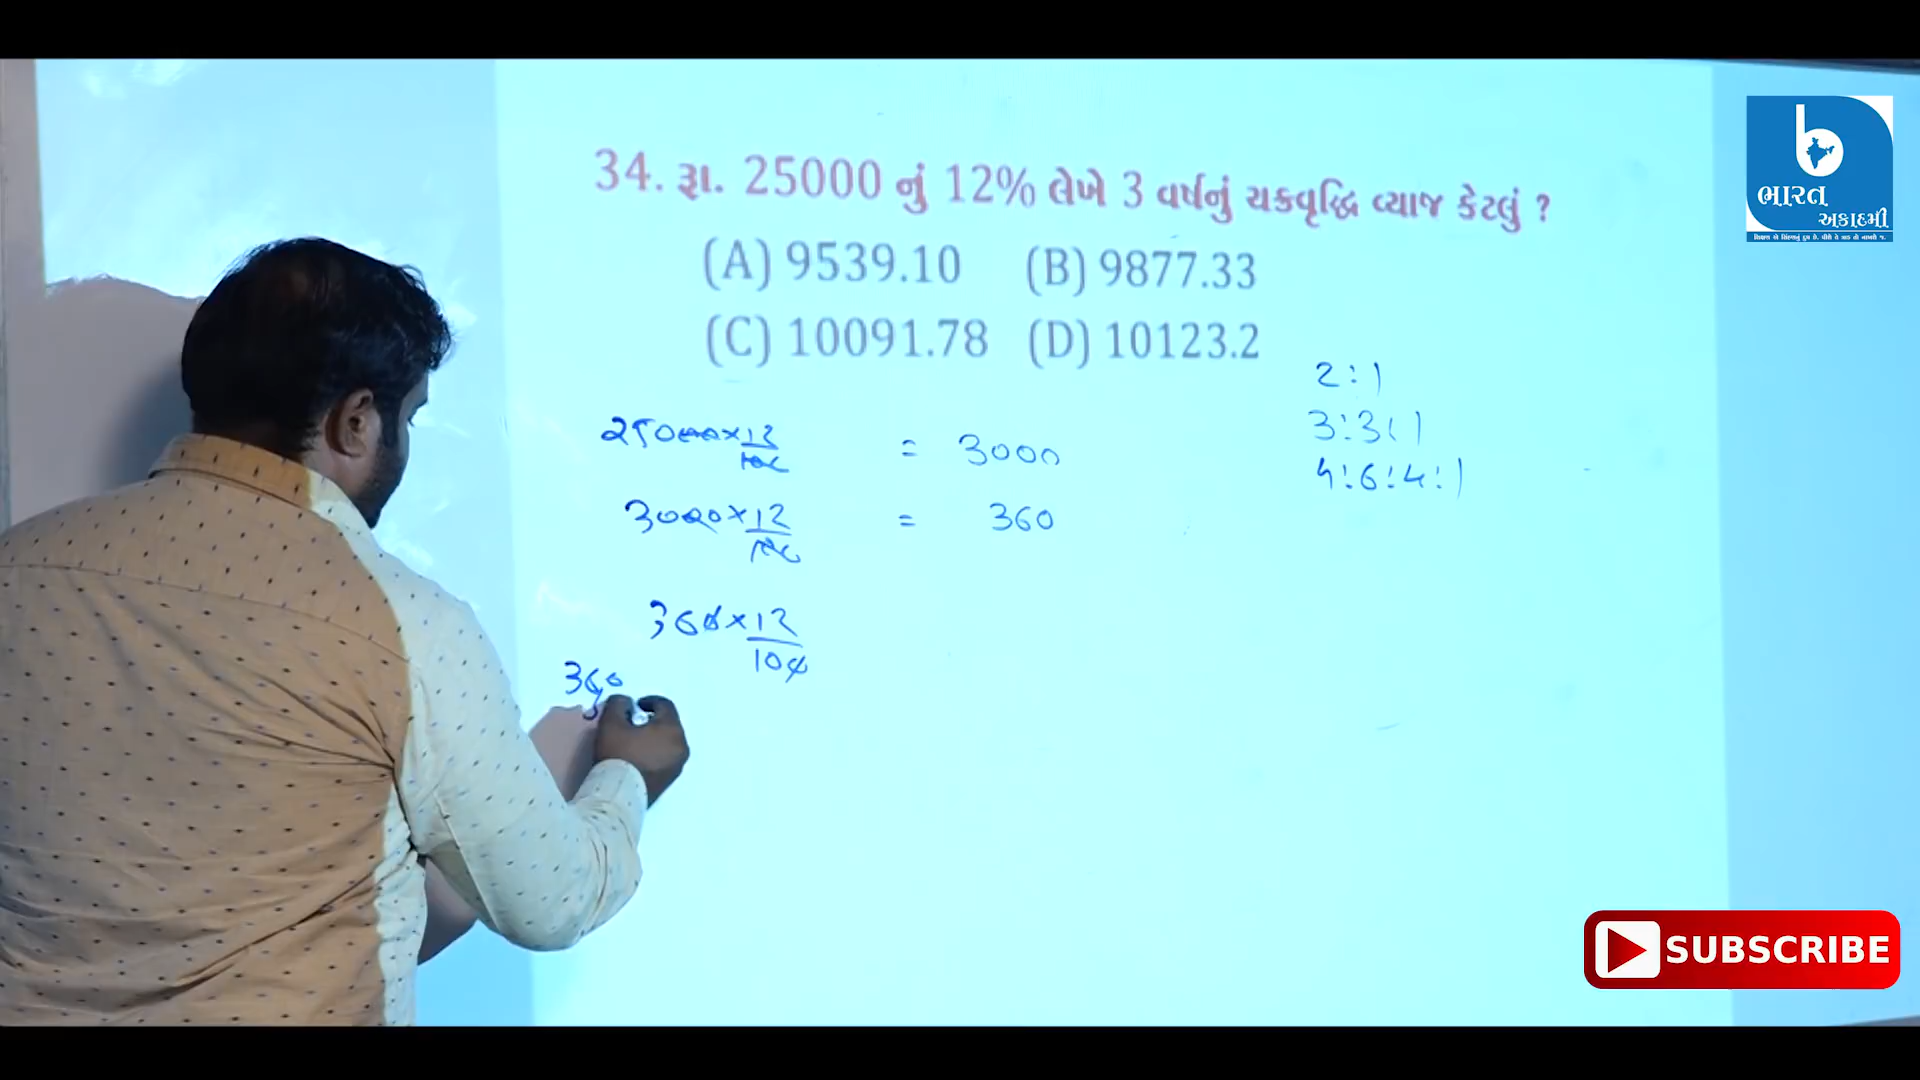 34. રૂા. 25000 નું 12% લેખે 3 વર્ષનું ચક્રવૃદ્ધિ વ્યાજ કેટલું ?
(A) 9539.10 (B) 9877.33
(C) 10091.78 (D) 10123.2
2:1
3:3:1
4:6:4:1
25000×12/100 = 3000
3000×12/100 = 360
360×12/100
360
ભારત
અકાદમી
SUBSCRIBE